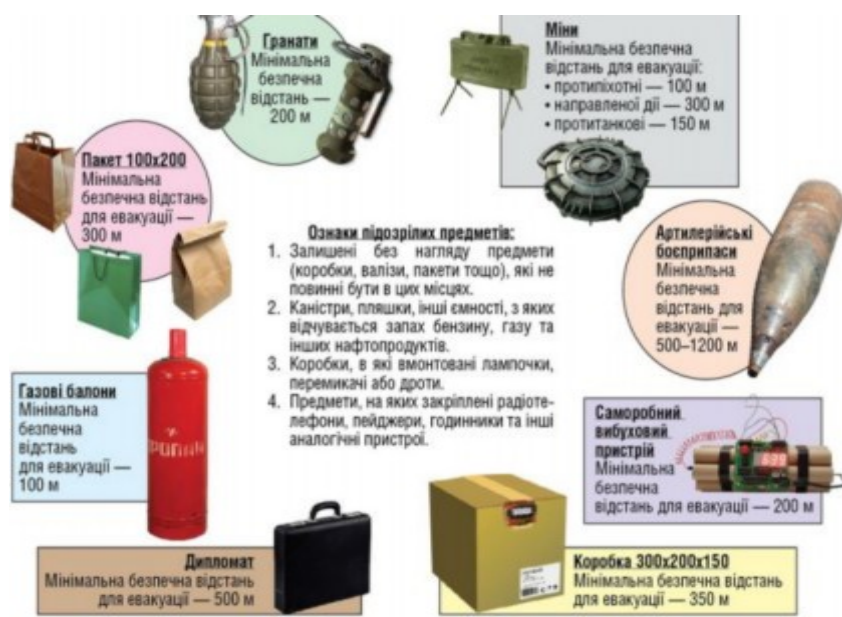 Гранати
Мінімальна
безпечна
відстань —
200 м
Міни
Мінімальна безпечна
відстань для евакуації:
• протипіхотні — 100 м
• направленої дії — 300 м
• протитанкові — 150 м
Пакет 100х200
Мінімальна
безпечна відстань
для евакуації —
300 м
Ознаки підозрілих предметів:
1. Залишені без нагляду предмети
(коробки, валізи, пакети тощо), які не
повинні бути в цих місцях.
2. Каністри, пляшки, інші ємності, з яких
відчувається запах бензину, газу та
інших нафтопродуктів.
3. Коробки, в які вмонтовані лампочки,
перемикачі або дроти.
4. Предмети, на яких закріплені радіоте-
лефони, пейджери, годинники та інші
аналогічні пристрої.
Артилерійські
боєприпаси
Мінімальна
безпечна
відстань для
евакуації —
500–1200 м
Газові балони
Мінімальна
безпечна
відстань
для евакуації —
100 м
ПРОПАН
Саморобний
вибуховий
пристрій
Мінімальна
безпечна
відстань для евакуації — 200 м
Дипломат
Мінімальна безпечна відстань
для евакуації — 500 м
Коробка 300х200х150
Мінімальна безпечна відстань
для евакуації — 350 м